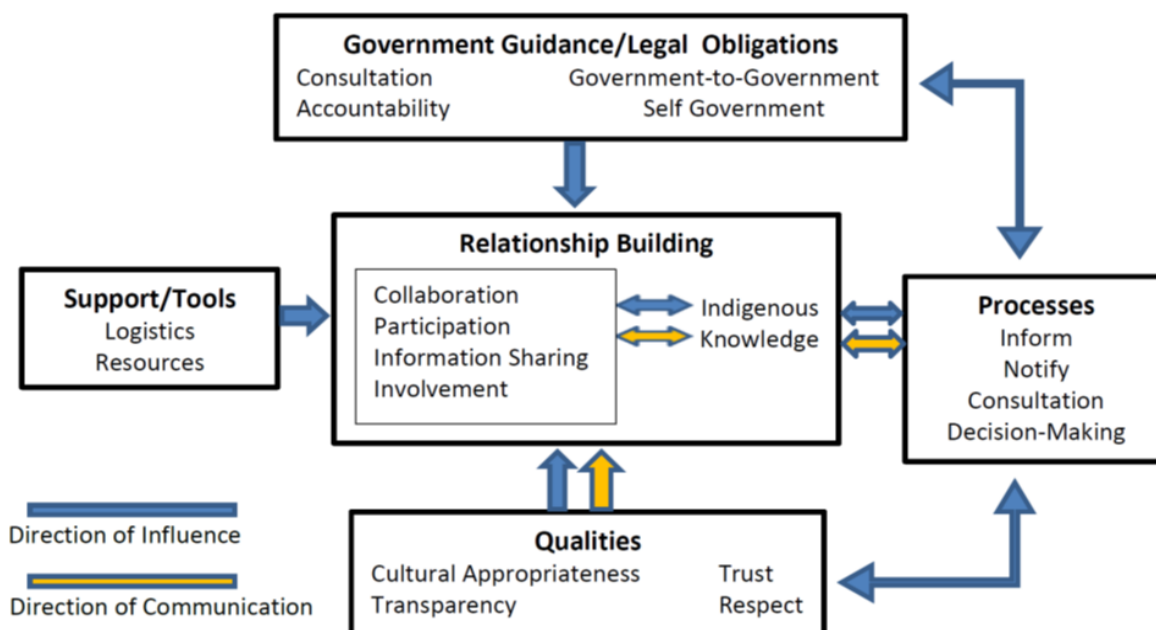 Government Guidance/Legal Obligations
Consultation Government-to-Government
Accountability Self Government
Relationship Building
Collaboration
Participation
Information Sharing
Involvement
Indigenous
Knowledge
Support/Tools
Logistics
Resources
Processes
Inform
Notify
Consultation
Decision-Making
Qualities
Cultural Appropriateness Trust
Transparency Respect
Direction of Influence
Direction of Communication